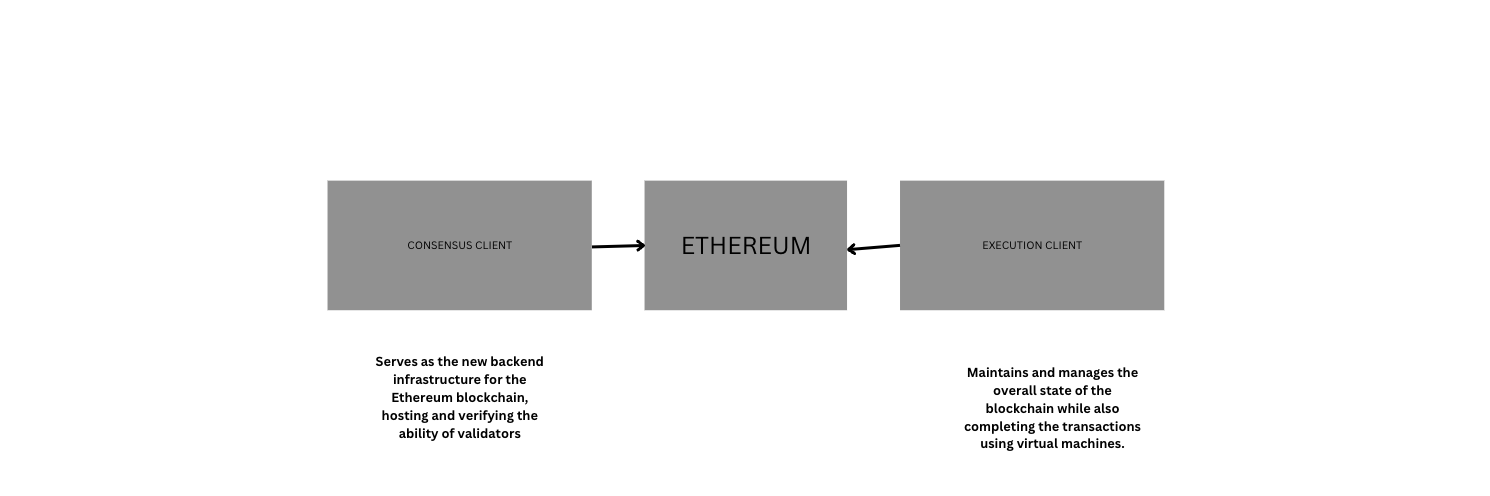 CONSENSUS CLIENT
ETHEREUM
EXECUTION CLIENT
Serves as the new backend
infrastructure for the
Ethereum blockchain,
hosting and verifying the
ability of validators
Maintains and manages the
overall state of the
blockchain while also
completing the transactions
using virtual machines.